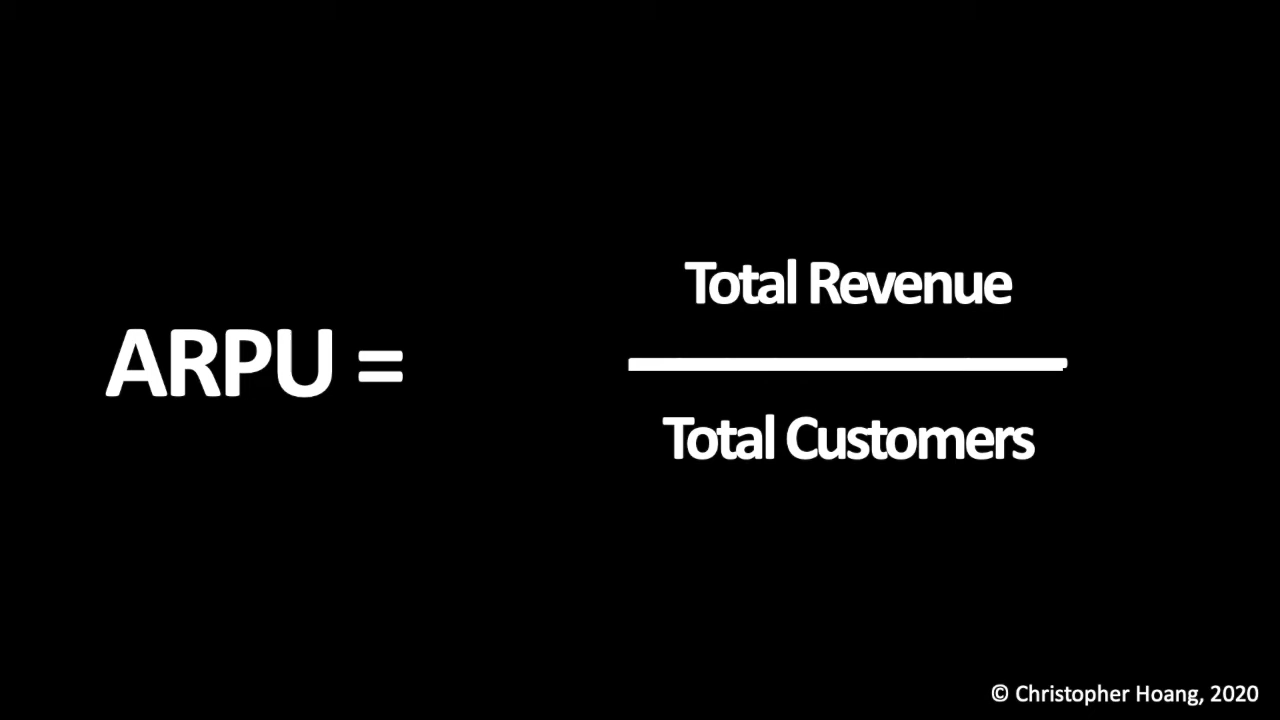 ARPU =
Total Revenue
Total Customers
© Christopher Hoang, 2020